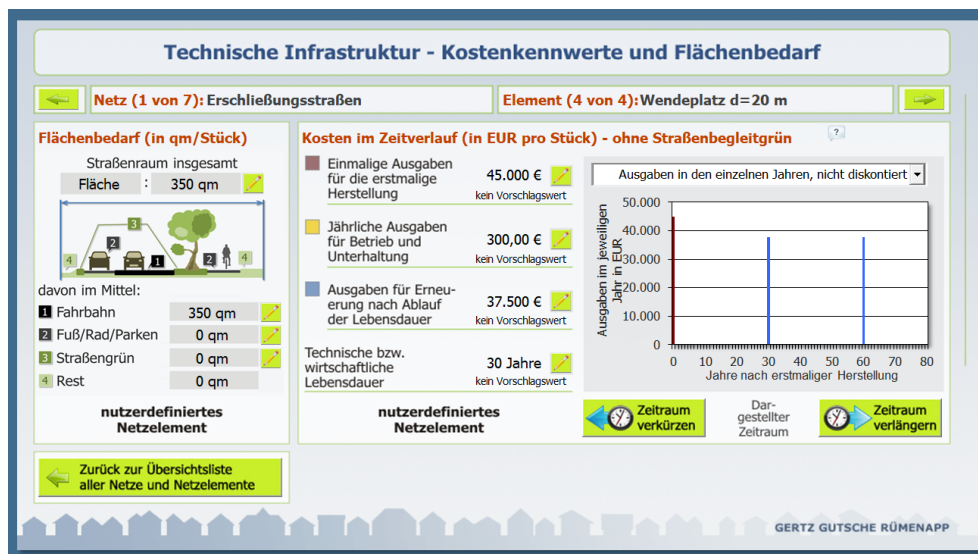 Technische Infrastruktur - Kostenkennwerte und Flächenbedarf
Netz (1 von 7): Erschließungsstraßen
Element (4 von 4): Wendeplatz d=20 m
Flächenbedarf (in qm/Stück)
Straßenraum insgesamt
Fläche : 350 qm
3
2
4
1
2
4
davon im Mittel:
1 Fahrbahn 350 qm
2 Fuß/Rad/Parken 0 qm
3 Straßengrün 0 qm
4 Rest 0 qm
nutzerdefiniertes
Netzelement
Kosten im Zeitverlauf (in EUR pro Stück) - ohne Straßenbegleitgrün
?
Einmalige Ausgaben
für die erstmalige
Herstellung
45.000 €
kein Vorschlagswert
Jährliche Ausgaben
für Betrieb und
Unterhaltung
300,00 €
kein Vorschlagswert
Ausgaben für Erneu-
erung nach Ablauf
der Lebensdauer
37.500 €
kein Vorschlagswert
Technische bzw.
wirtschaftliche
Lebensdauer
30 Jahre
kein Vorschlagswert
nutzerdefiniertes
Netzelement
Ausgaben in den einzelnen Jahren, nicht diskontiert
Ausgaben im jeweiligen
Jahr in EUR
50.000
40.000
30.000
20.000
10.000
0
0 10 20 30 40 50 60 70 80
Jahre nach erstmaliger Herstellung
Zeitraum
verkürzen
Dar-
gestellter
Zeitraum
Zeitraum
verlängern
Zurück zur Übersichtsliste
aller Netze und Netzelemente
GERTZ GUTSCHE RÜMENAPP